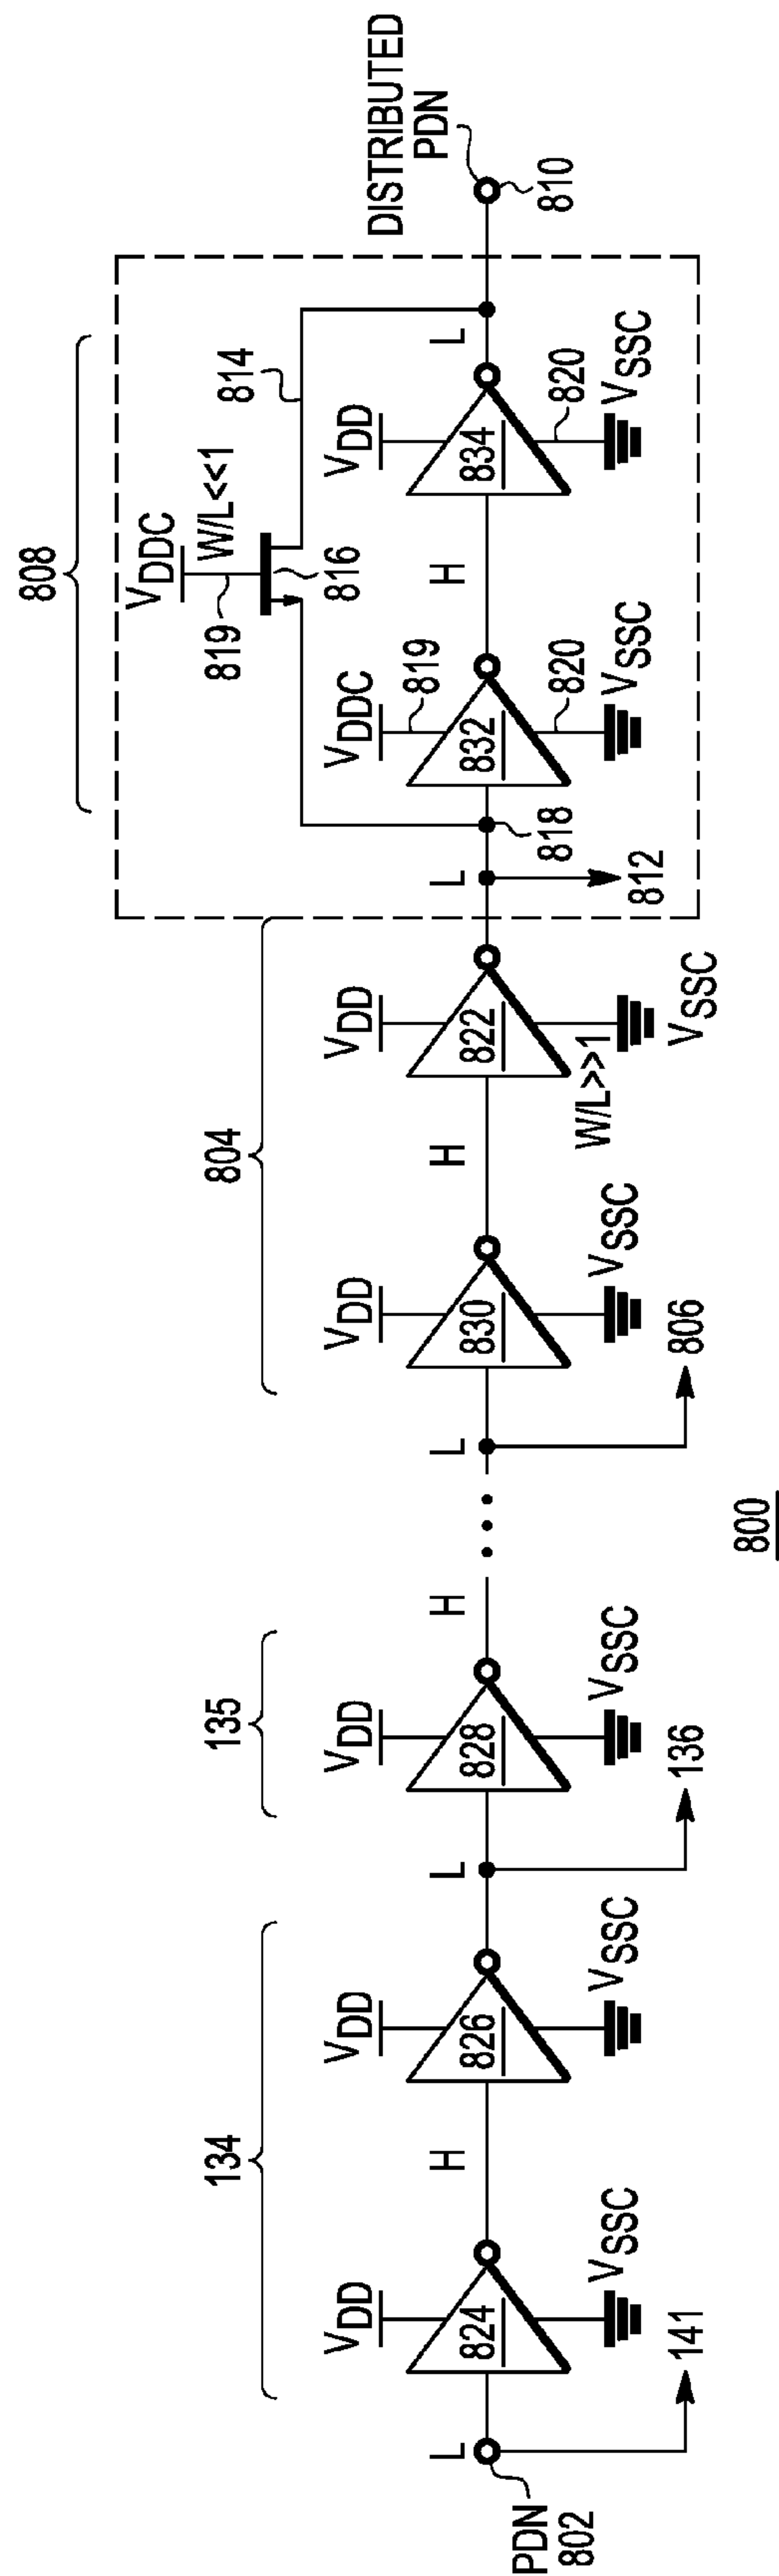 808
VDDC
819
W/L<<1
816
814
DISTRIBUTED
PDN
810
804
VDD
VDD
VDDC
819
VDD
135
VDD
134
VDD
VDD
L
H
L
H
L
H
L
H
L
824
826
828
830
822
832
834
818
812
820
820
W/L>>1
VSSC
VSSC
VSSC
VSSC
VSSC
VSSC
VSSC
PDN
802
141
136
806
800